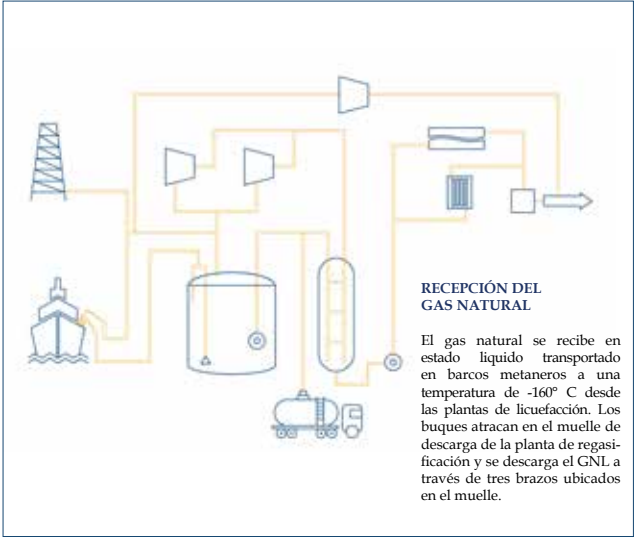 RECEPCIÓN DEL
GAS NATURAL
El gas natural se recibe en
estado liquido transportado
en barcos metaneros a una
temperatura de -160° C desde
las plantas de licuefacción. Los
buques atracan en el muelle de
descarga de la planta de regasi-
ficación y se descarga el GNL a
través de tres brazos ubicados
en el muelle.